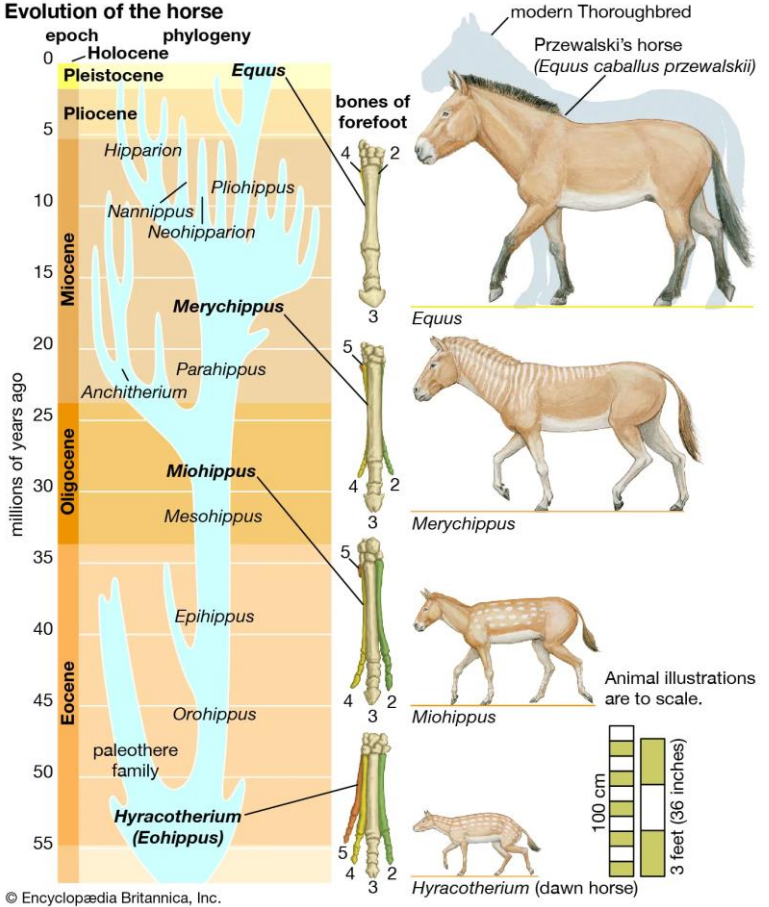 Evolution of the horse
epoch
phylogeny
Holocene
0
Pleistocene
Equus
Pliocene
5
Hipparion
Pliohippus
10
Nannippus
Neohipparion
Miocene
15
Merychippus
20
Parahippus
Anchitherium
25
Oligocene
Miohippus
30
Mesohippus
35
Epihippus
40
Eocene
45
Orohippus
paleothere
family
50
Hyracotherium
(Eohippus)
55
millions of years ago
bones of
forefoot
4
2
3
5
4
2
3
5
4
2
3
5
4
2
3
modern Thoroughbred
Przewalski's horse
(Equus caballus przewalskii)
Equus
Merychippus
Miohippus
Hyracotherium (dawn horse)
Animal illustrations
are to scale.
100 cm
3 feet (36 inches)
© Encyclopædia Britannica, Inc.